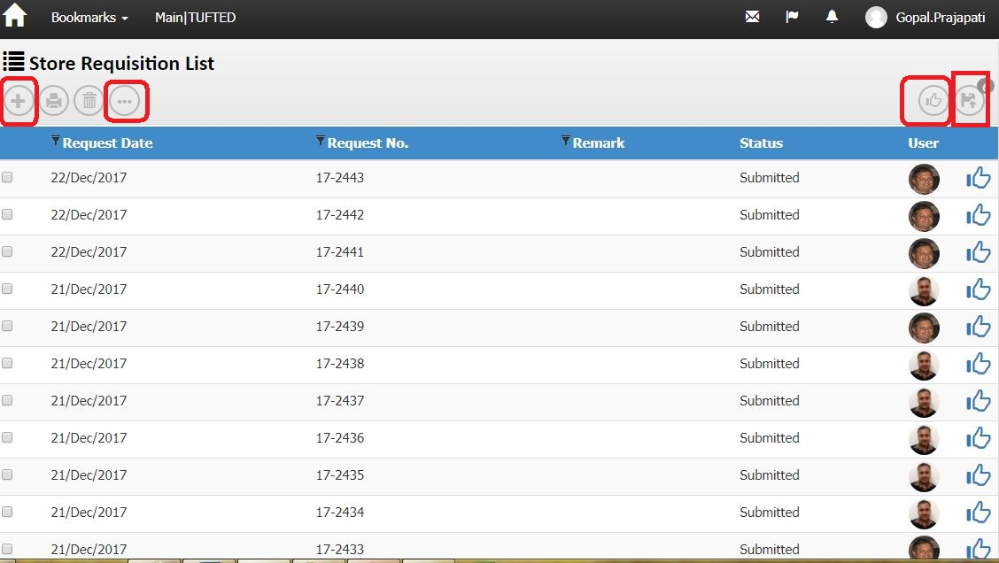 Bookmarks Main|TUFTED Gopal.Prajapati
Store Requisition List
Request Date Request No. Remark Status User
22/Dec/2017 17-2443 Submitted
22/Dec/2017 17-2442 Submitted
22/Dec/2017 17-2441 Submitted
21/Dec/2017 17-2440 Submitted
21/Dec/2017 17-2439 Submitted
21/Dec/2017 17-2438 Submitted
21/Dec/2017 17-2437 Submitted
21/Dec/2017 17-2436 Submitted
21/Dec/2017 17-2435 Submitted
21/Dec/2017 17-2434 Submitted
21/Dec/2017 17-2433 Submitted